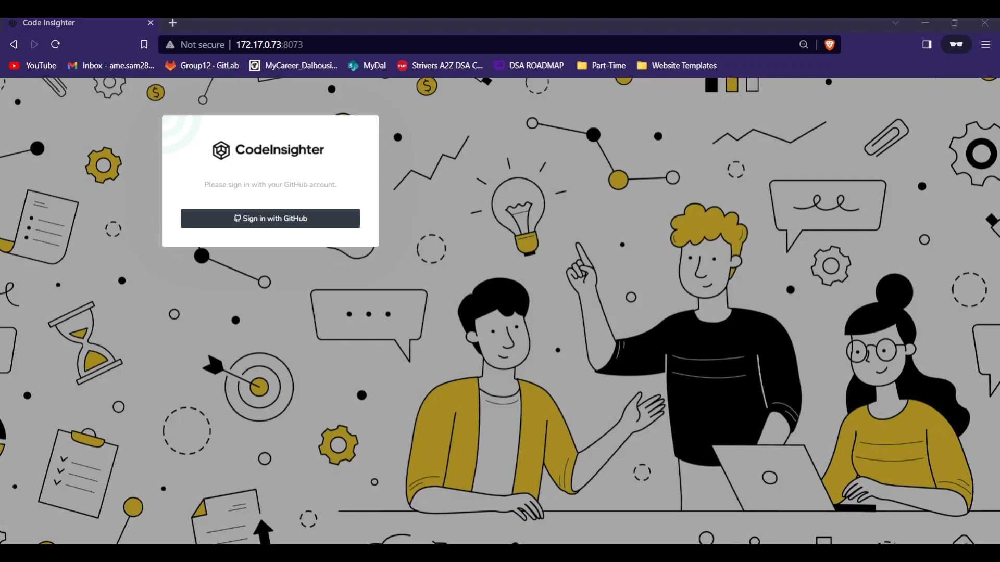 Code Insighter
Not secure 172.17.0.73:8073
YouTube
Inbox - ame.sam28...
Group12 · GitLab
MyCareer_Dalhousi...
MyDal
Strivers A2Z DSA C...
DSA ROADMAP
Part-Time
Website Templates
CodeInsighter
Please sign in with your GitHub account.
Sign in with GitHub